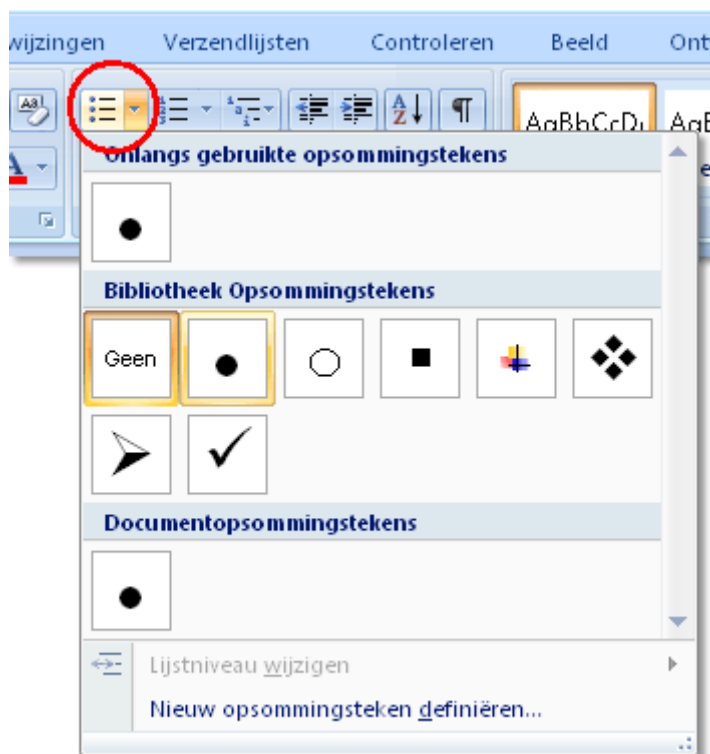 wijzingen Verzendlijsten Controleren Beeld Ont
AaBbCcDı AaB
Onlangs gebruikte opsommingstekens
Bibliotheek Opsommingstekens
Geen
Documentopsommingstekens
Lijstniveau wijzigen
Nieuw opsommingsteken definiëren...